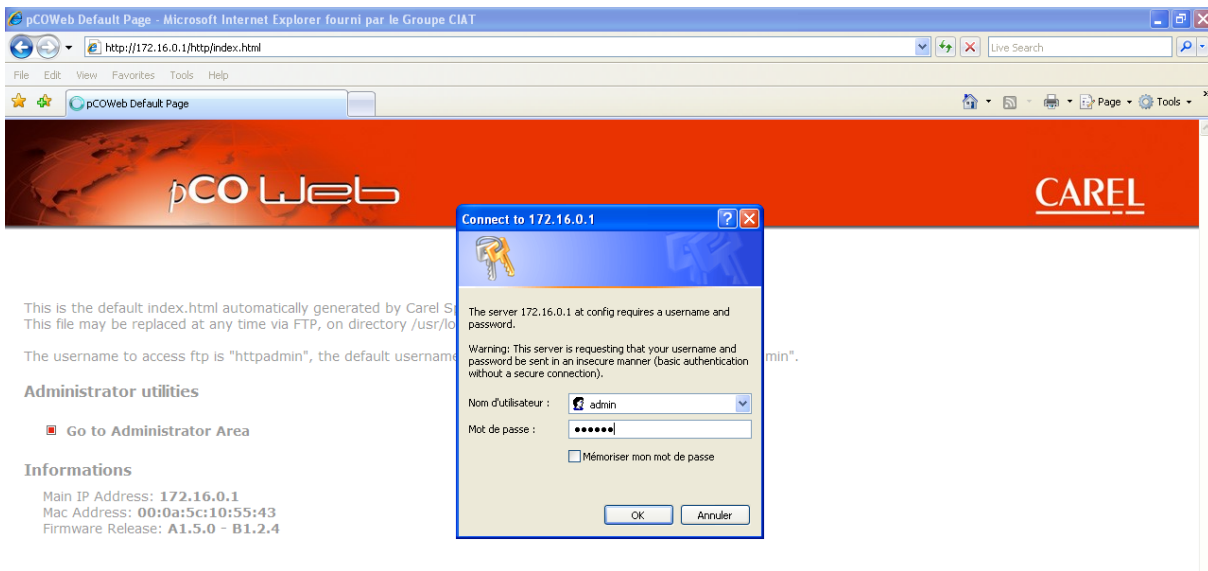 pCOWeb Default Page - Microsoft Internet Explorer fourni par le Groupe CIAT
http://172.16.0.1/http/index.html
Live Search
File Edit View Favorites Tools Help
pCOWeb Default Page
Page Tools
pCO Web
CAREL
Connect to 172.16.0.1
This is the default index.html automatically generated by Carel
This file may be replaced at any time via FTP, on directory
The username to access ftp is "httpadmin", the default
Administrator utilities
Go to Administrator Area
Informations
Main IP Address: 172.16.0.1
Mac Address: 00:0a:5c:10:55:43
Firmware Release: A1.5.0 - B1.2.4
The server 172.16.0.1 at config requires a username and
password.
Warning: This server is requesting that your username and
password be sent in an insecure manner (basic authentication
without a secure connection).
Nom d'utilisateur :
admin
Mot de passe :
Mémoriser mon mot de passe
OK
Annuler